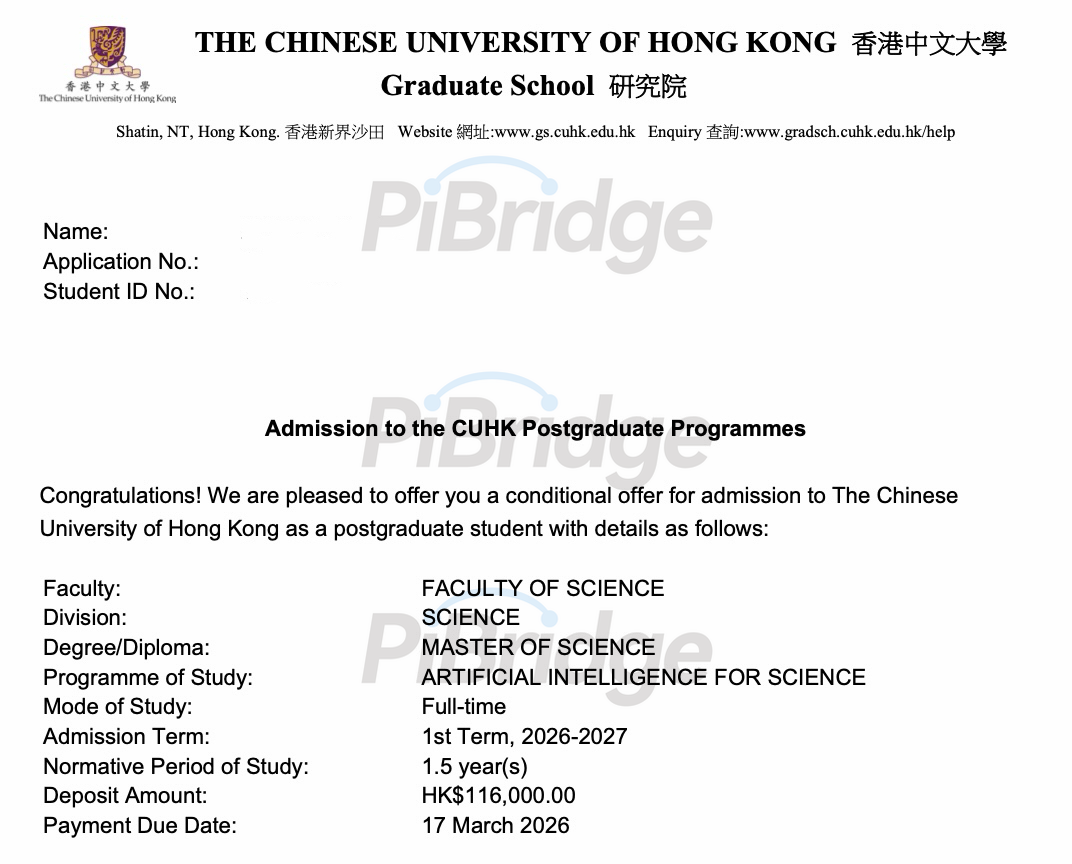 THE CHINESE UNIVERSITY OF HONG KONG 香港中文大學
Graduate School 研究院
香港中文大學
The Chinese University of Hong Kong
Shatin, NT, Hong Kong. 香港新界沙田 Website 網址:www.gs.cuhk.edu.hk Enquiry 查詢:www.gradsch.cuhk.edu.hk/help
PiBridge
Name:
Application No.:
Student ID No.:
PiBridge
Admission to the CUHK Postgraduate Programmes
Congratulations! We are pleased to offer you a conditional offer for admission to The Chinese
University of Hong Kong as a postgraduate student with details as follows:
Faculty: FACULTY OF SCIENCE
Division: SCIENCE
PiBridge
Degree/Diploma: MASTER OF SCIENCE
Programme of Study: ARTIFICIAL INTELLIGENCE FOR SCIENCE
Mode of Study: Full-time
Admission Term: 1st Term, 2026-2027
Normative Period of Study: 1.5 year(s)
Deposit Amount: HK$116,000.00
Payment Due Date: 17 March 2026